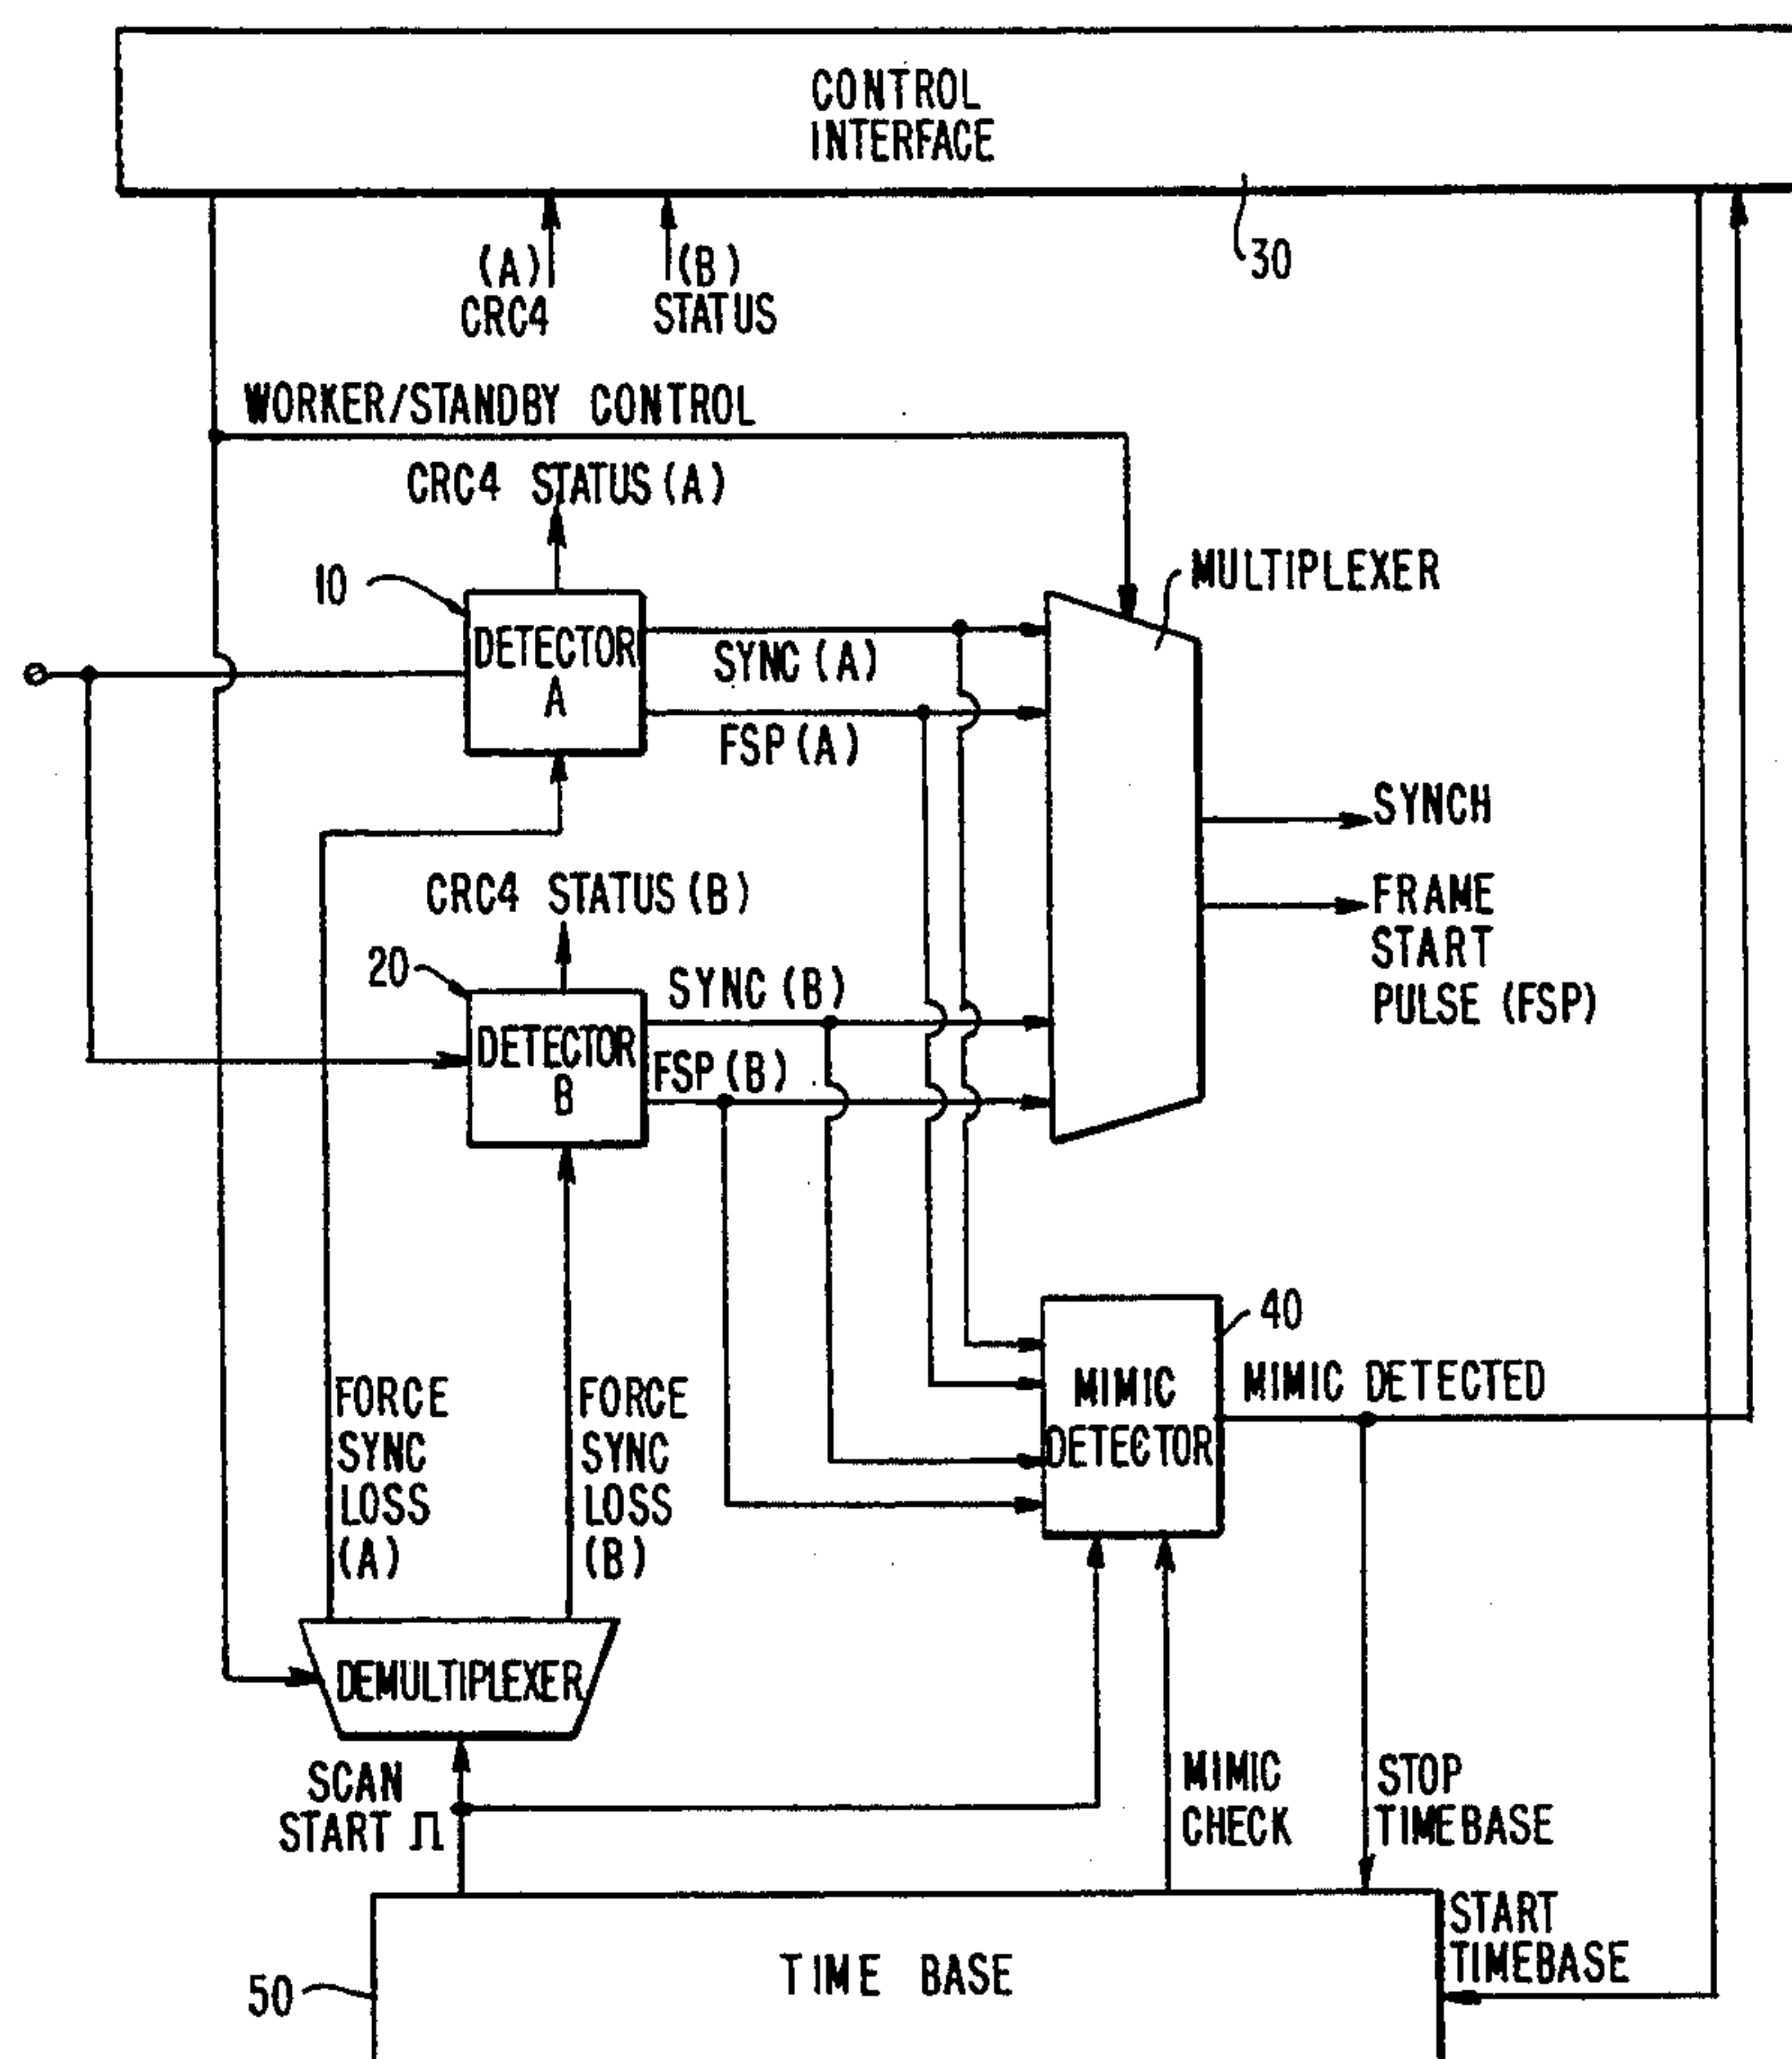 CONTROL
INTERFACE
30
(A)
CRC4
(B)
STATUS
WORKER/STANDBY CONTROL
CRC4 STATUS (A)
10
DETECTOR
A
SYNC (A)
FSP (A)
MULTIPLEXER
SYNCH
FRAME
START
PULSE (FSP)
CRC4 STATUS (B)
20
DETECTOR
B
SYNC (B)
FSP (B)
40
MIMIC
DETECTOR
MIMIC DETECTED
FORCE
SYNC
LOSS
(A)
FORCE
SYNC
LOSS
(B)
DEMULTIPLEXER
SCAN
START
MIMIC
CHECK
STOP
TIMEBASE
START
TIMEBASE
50
TIME BASE